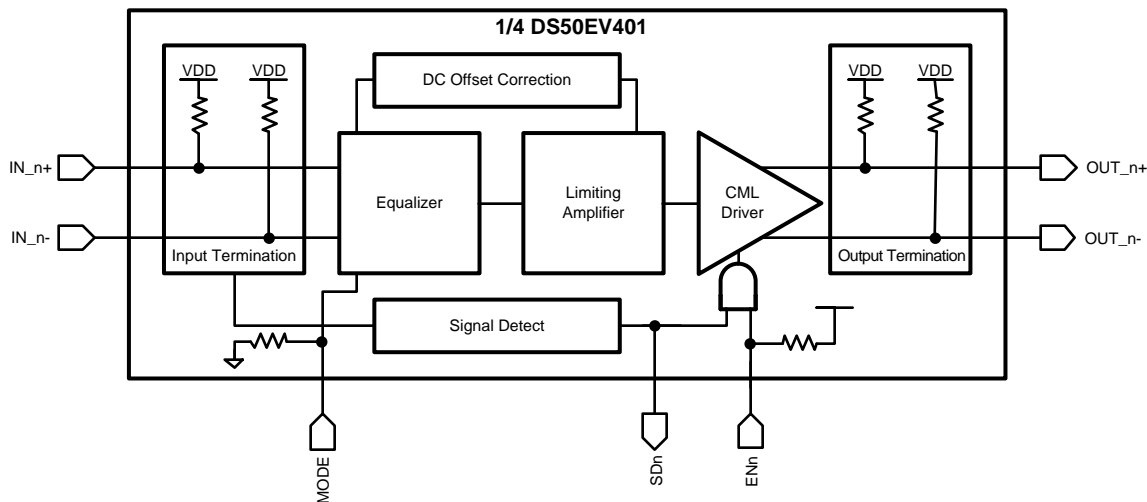 1/4 DS50EV401
VDD
VDD
DC Offset Correction
VDD
VDD
IN_n+
IN_n-
Equalizer
Limiting
Amplifier
CML
Driver
OUT_n+
OUT_n-
Input Termination
Output Termination
Signal Detect
MODE
SDn
ENn